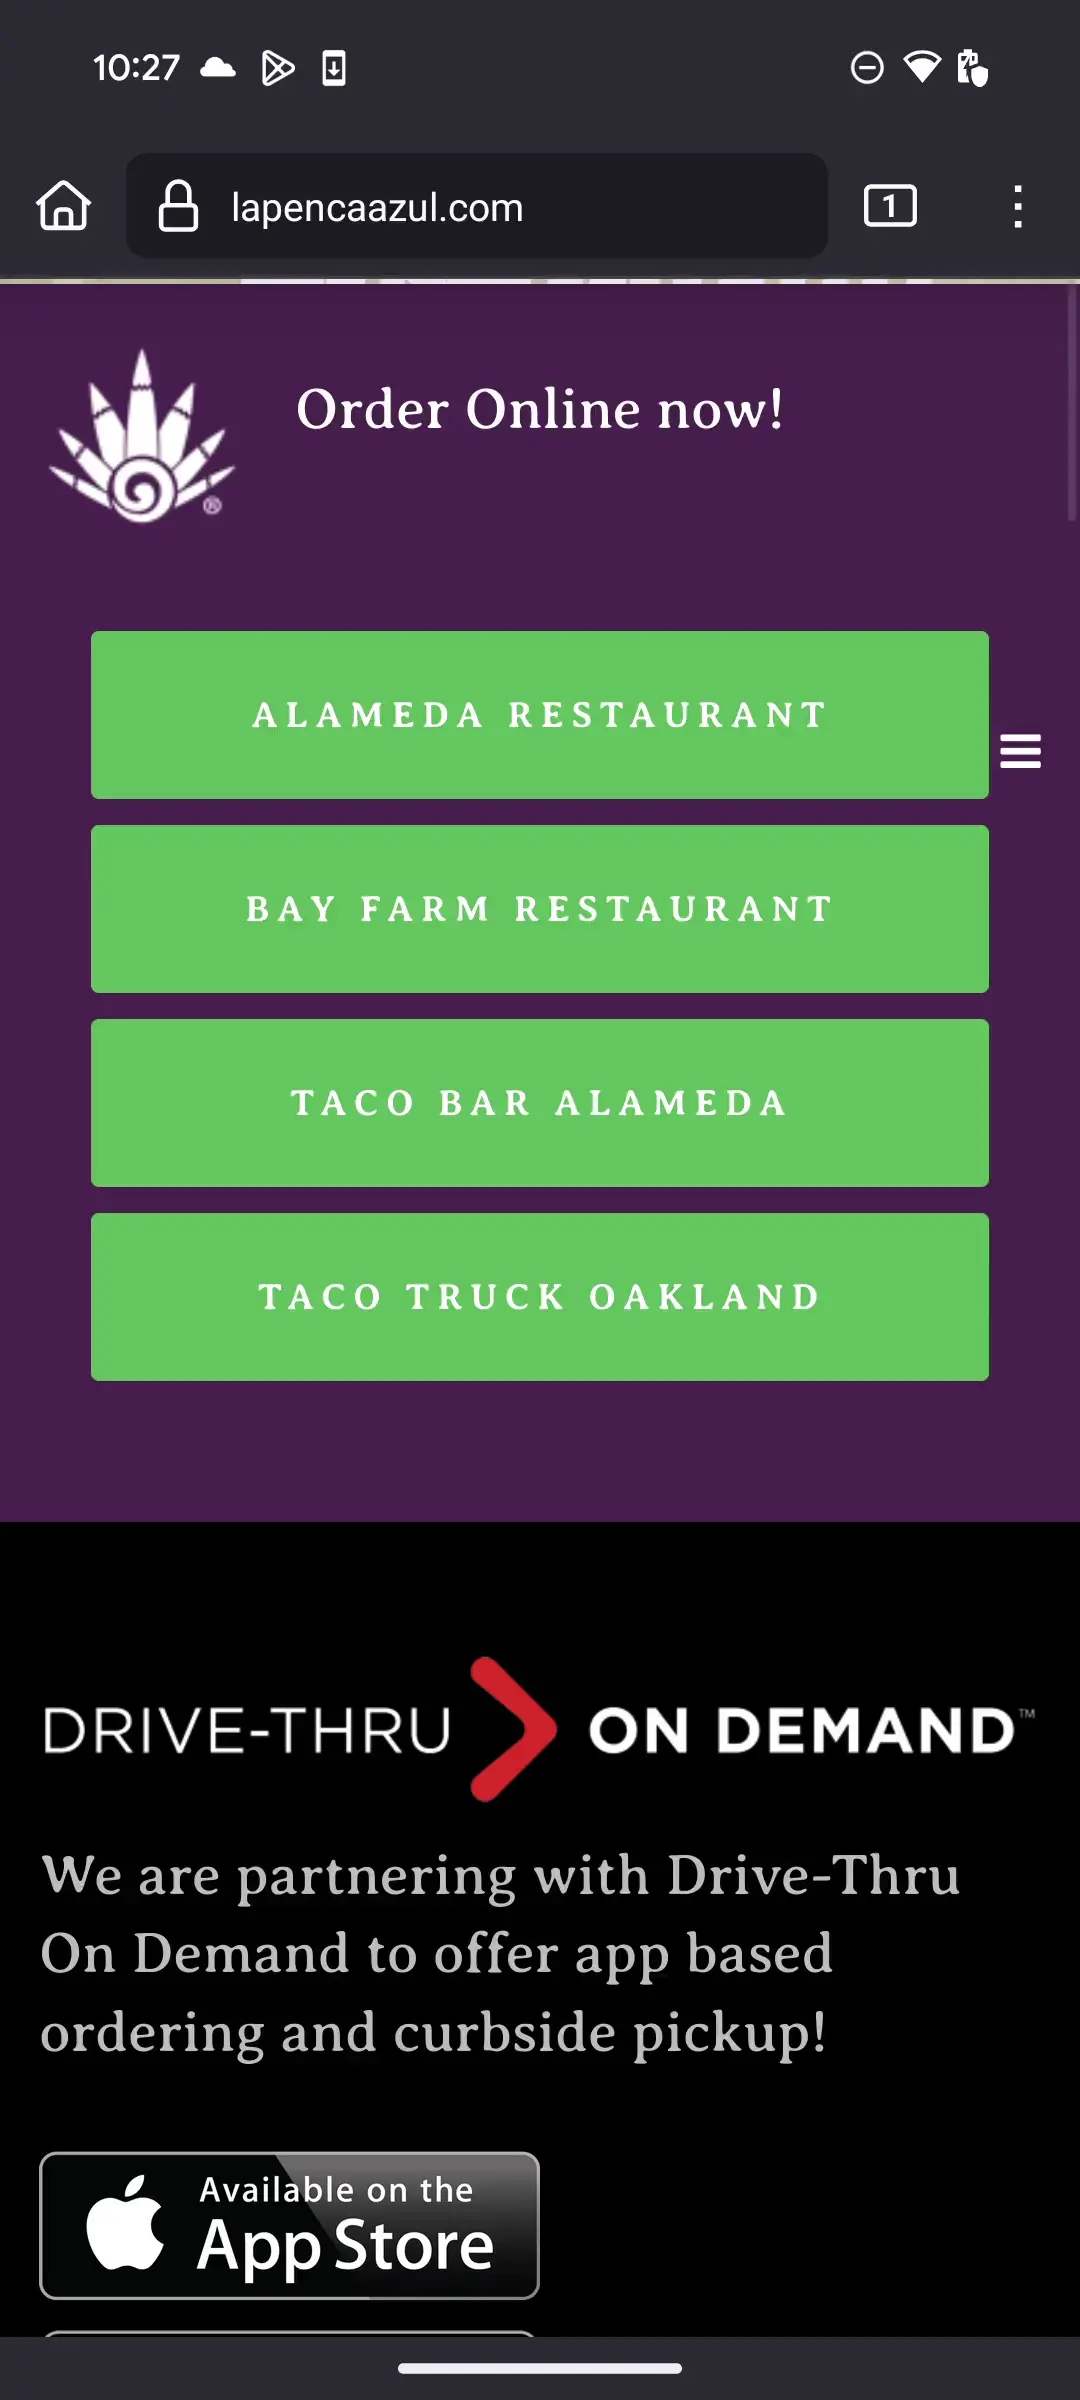 10:27
lapencaazul.com
1
Order Online now!
®
ALAMEDA RESTAURANT
BAY FARM RESTAURANT
TACO BAR ALAMEDA
TACO TRUCK OAKLAND
DRIVE-THRU ON DEMAND™
We are partnering with Drive-Thru
On Demand to offer app based
ordering and curbside pickup!
Available on the
App Store